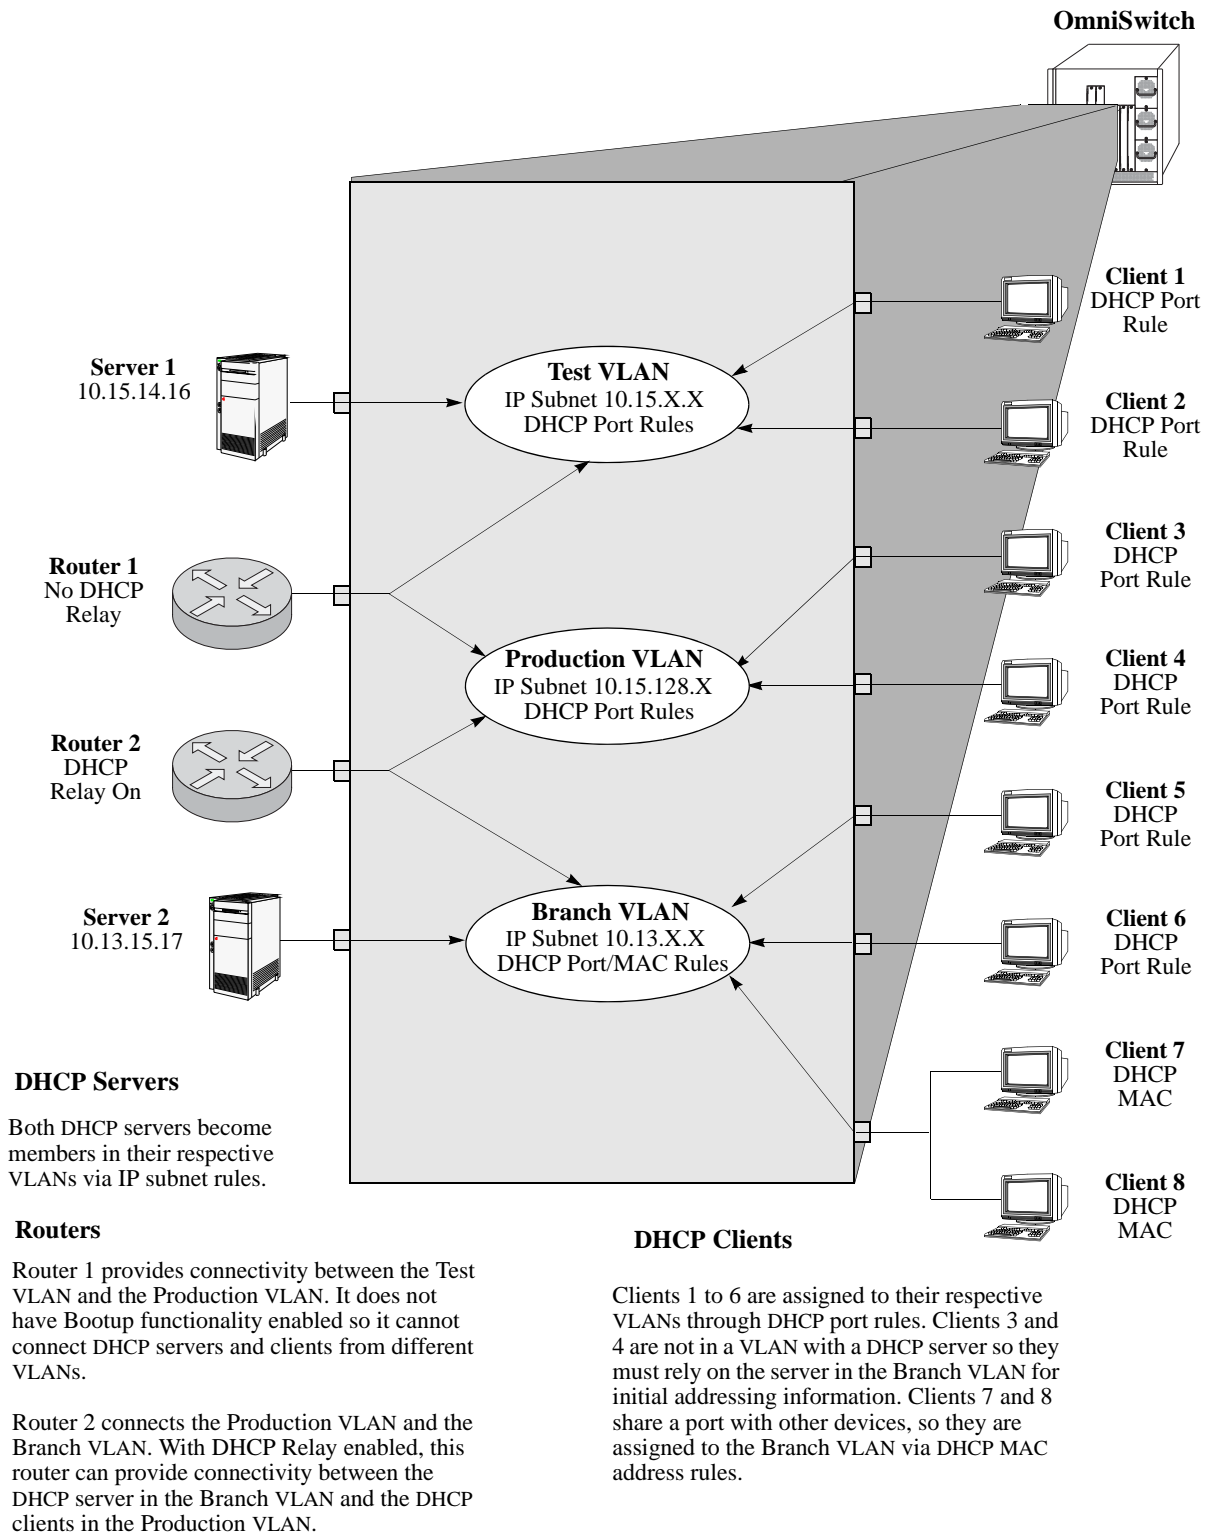 OmniSwitch
Client 1
DHCP Port
Rule
Server 1
10.15.14.16
Test VLAN
IP Subnet 10.15.X.X
DHCP Port Rules
Client 2
DHCP Port
Rule
Client 3
DHCP
Port Rule
Router 1
No DHCP
Relay
Production VLAN
IP Subnet 10.15.128.X
DHCP Port Rules
Client 4
DHCP
Port Rule
Router 2
DHCP
Relay On
Client 5
DHCP
Port Rule
Server 2
10.13.15.17
Branch VLAN
IP Subnet 10.13.X.X
DHCP Port/MAC Rules
Client 6
DHCP
Port Rule
Client 7
DHCP
MAC
Client 8
DHCP
MAC
DHCP Servers
Both DHCP servers become
members in their respective
VLANs via IP subnet rules.
Routers
Router 1 provides connectivity between the Test
VLAN and the Production VLAN. It does not
have Bootup functionality enabled so it cannot
connect DHCP servers and clients from different
VLANs.
Router 2 connects the Production VLAN and the
Branch VLAN. With DHCP Relay enabled, this
router can provide connectivity between the
DHCP server in the Branch VLAN and the DHCP
clients in the Production VLAN.
DHCP Clients
Clients 1 to 6 are assigned to their respective
VLANs through DHCP port rules. Clients 3 and
4 are not in a VLAN with a DHCP server so they
must rely on the server in the Branch VLAN for
initial addressing information. Clients 7 and 8
share a port with other devices, so they are
assigned to the Branch VLAN via DHCP MAC
address rules.